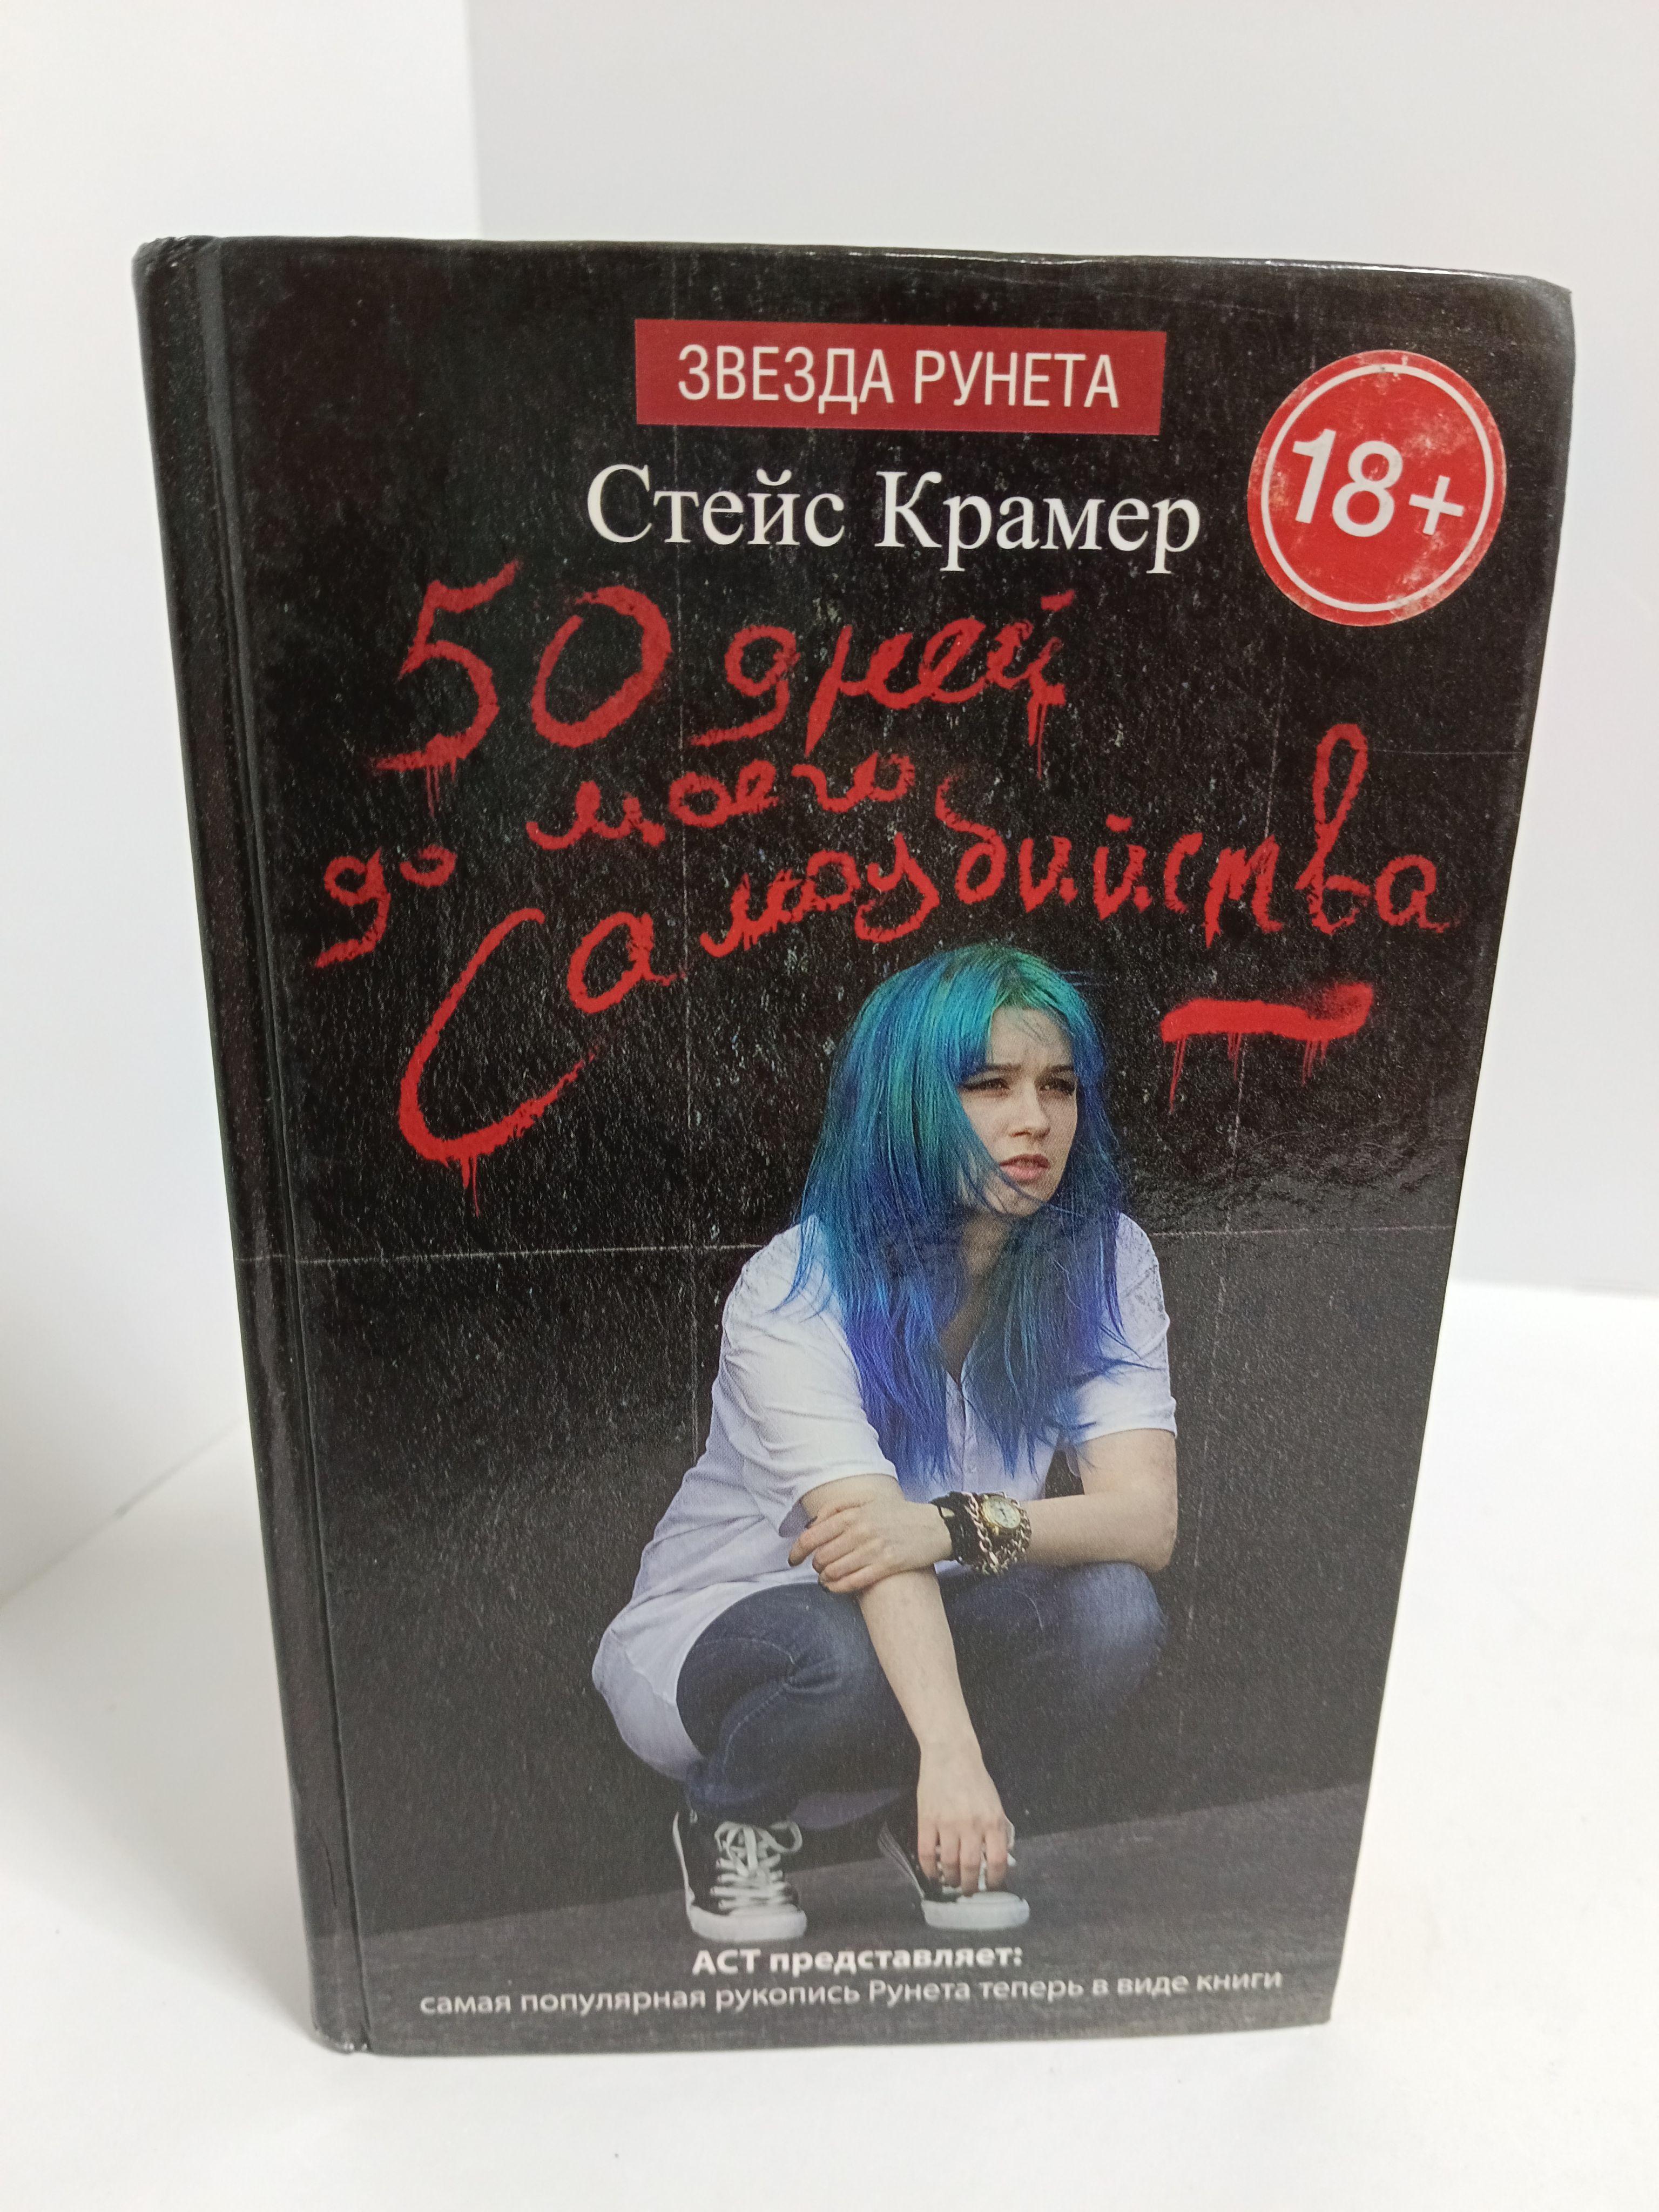 ЗВЕЗДА РУНЕТА
18+
Стейс Крамер
50 дней
до моего
Самоубийства
АСТ представляет:
самая популярная рукопись Рунета теперь в виде книги